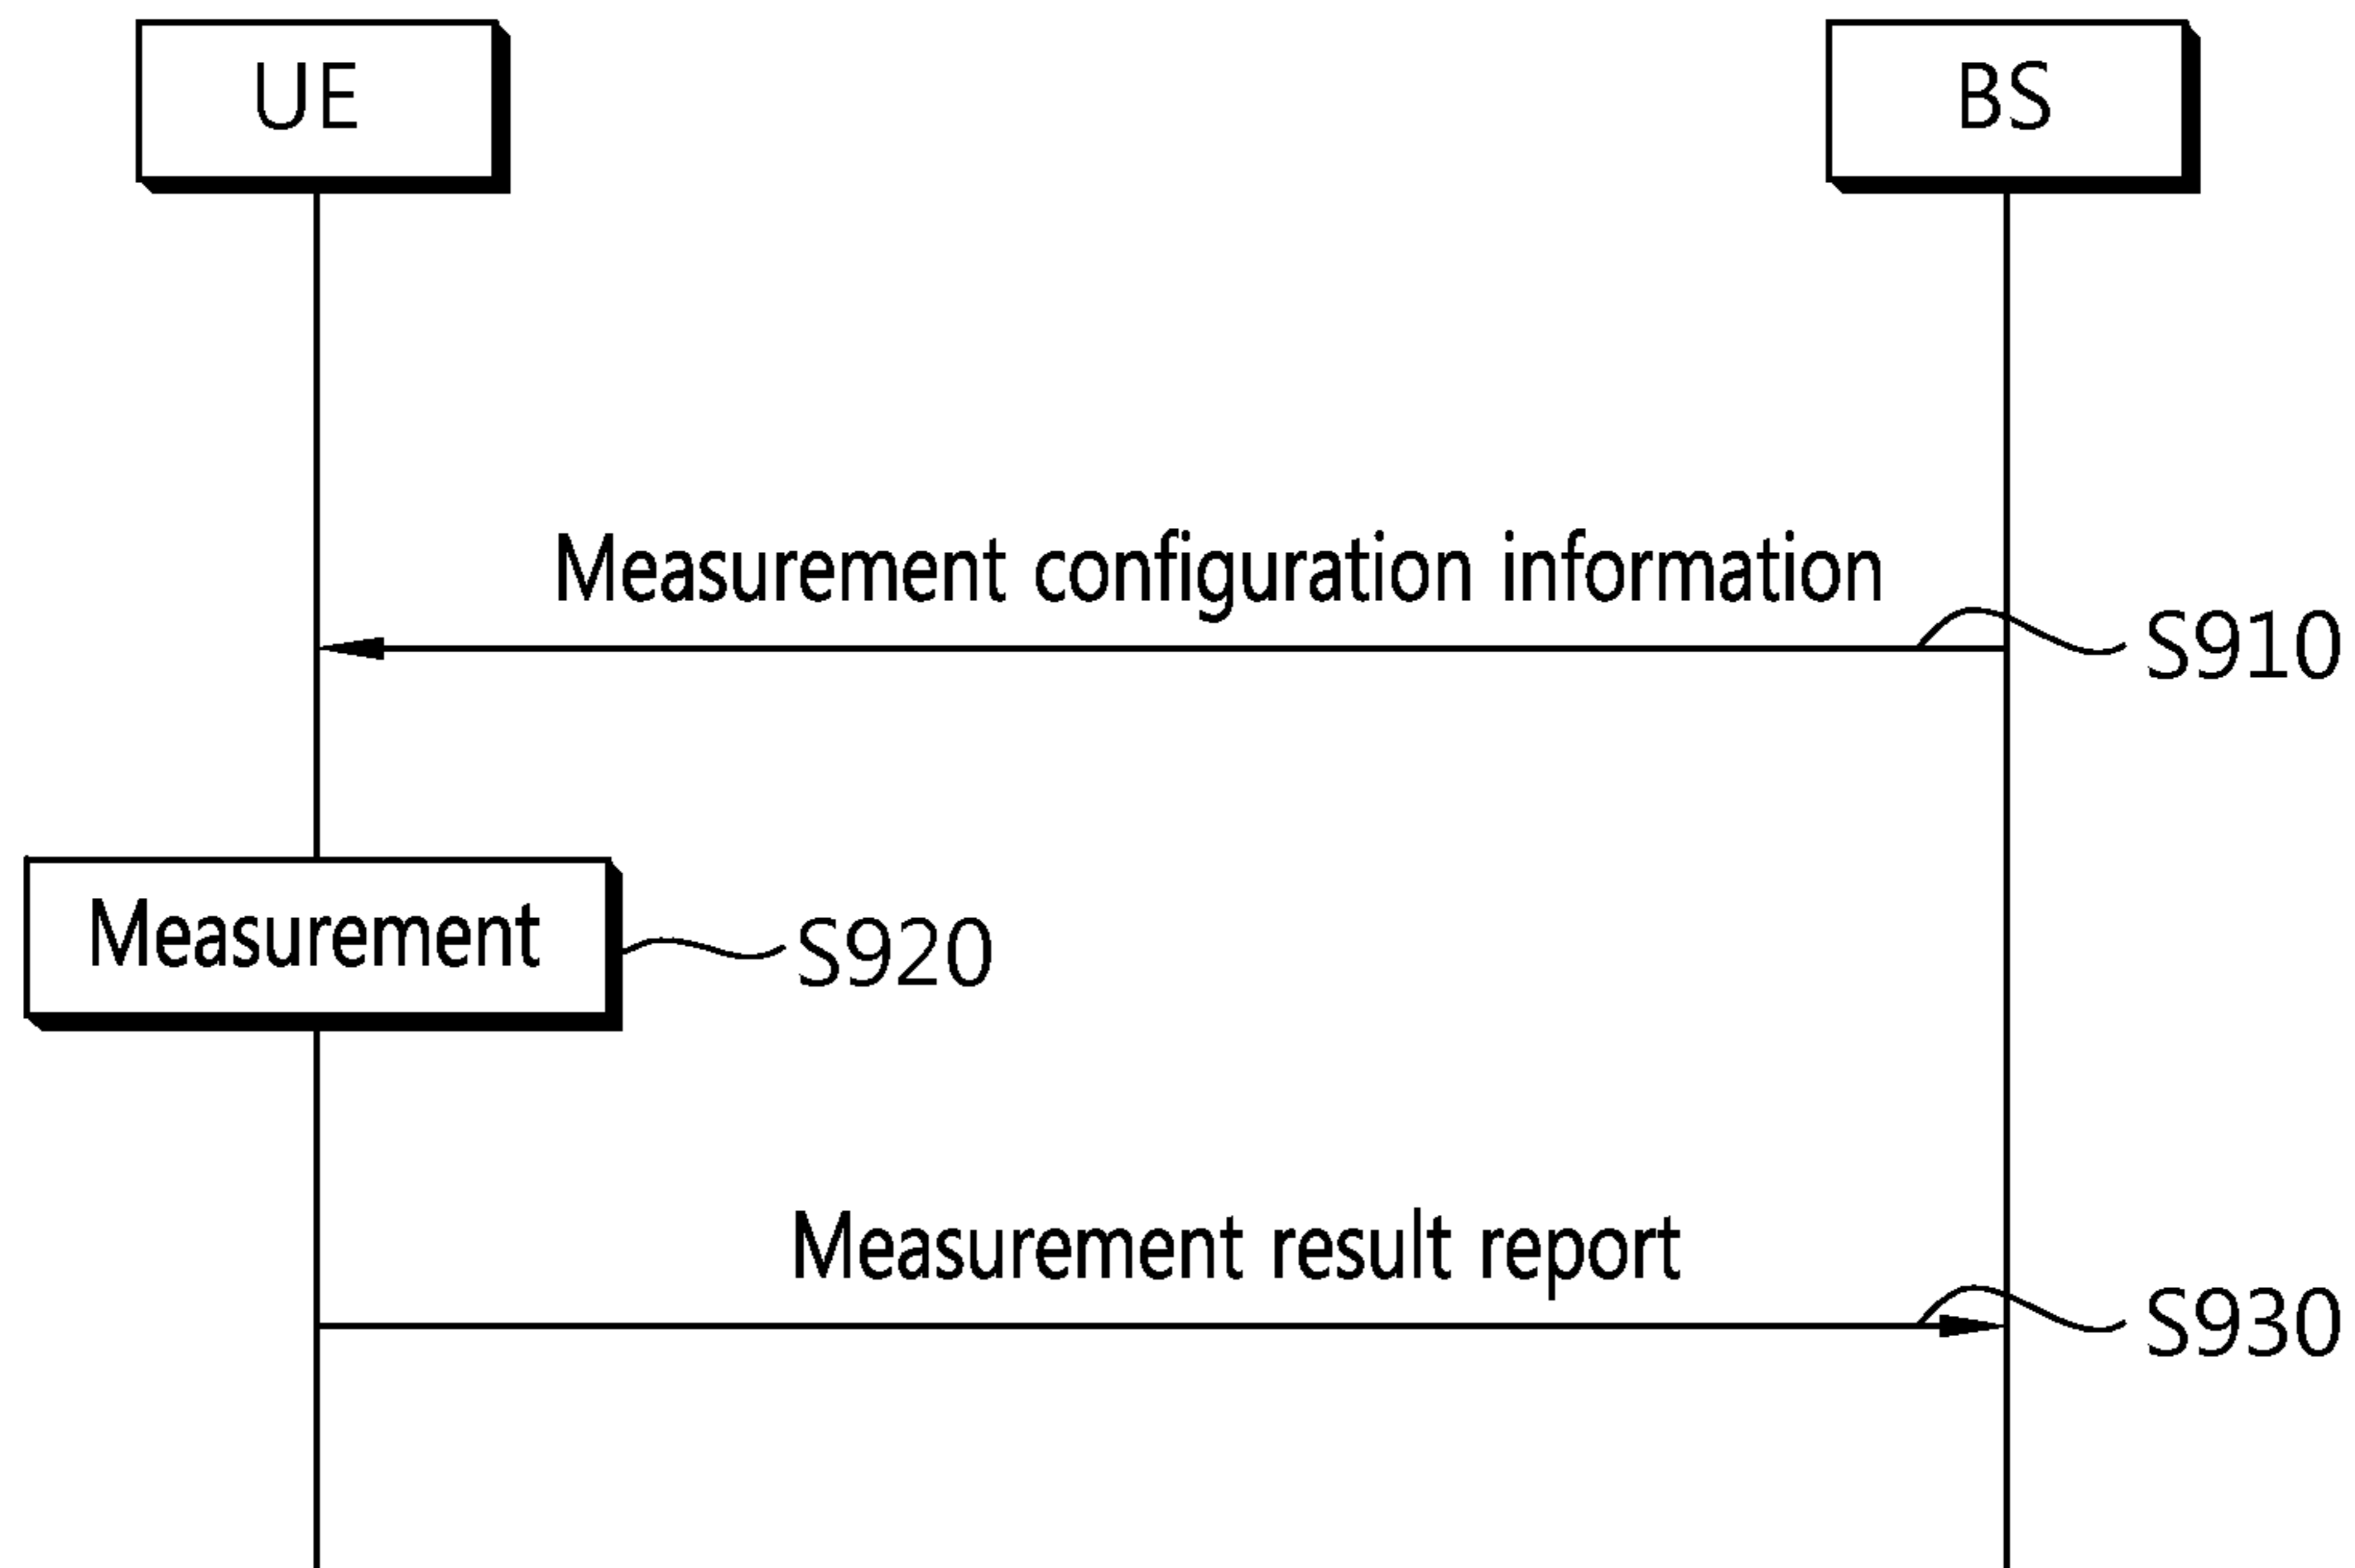 UE
BS
Measurement configuration information
S910
Measurement
S920
Measurement result report
S930